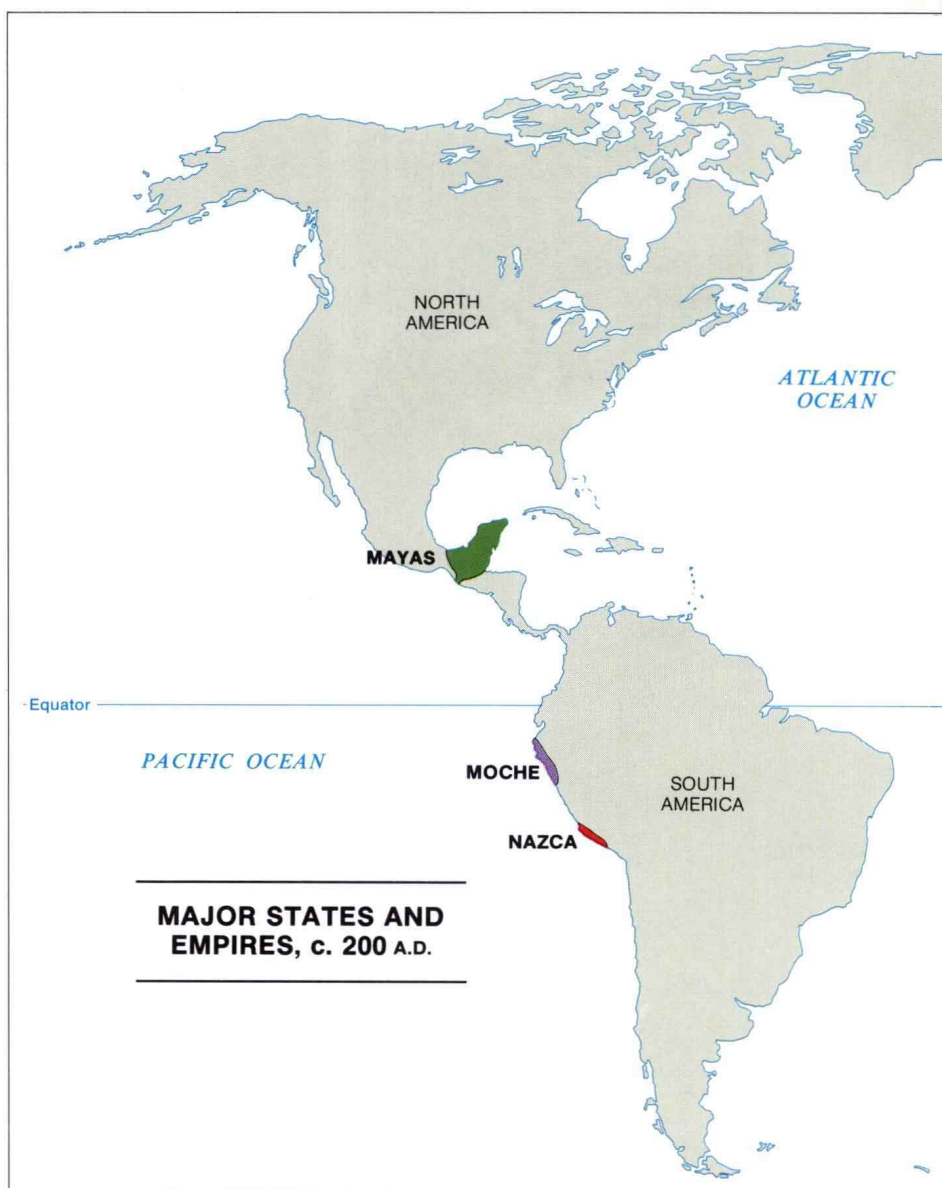 NORTH
AMERICA
ATLANTIC
OCEAN
MAYAS
Equator
PACIFIC OCEAN
MOCHE
SOUTH
AMERICA
NAZCA
MAJOR STATES AND
EMPIRES, c. 200 A.D.